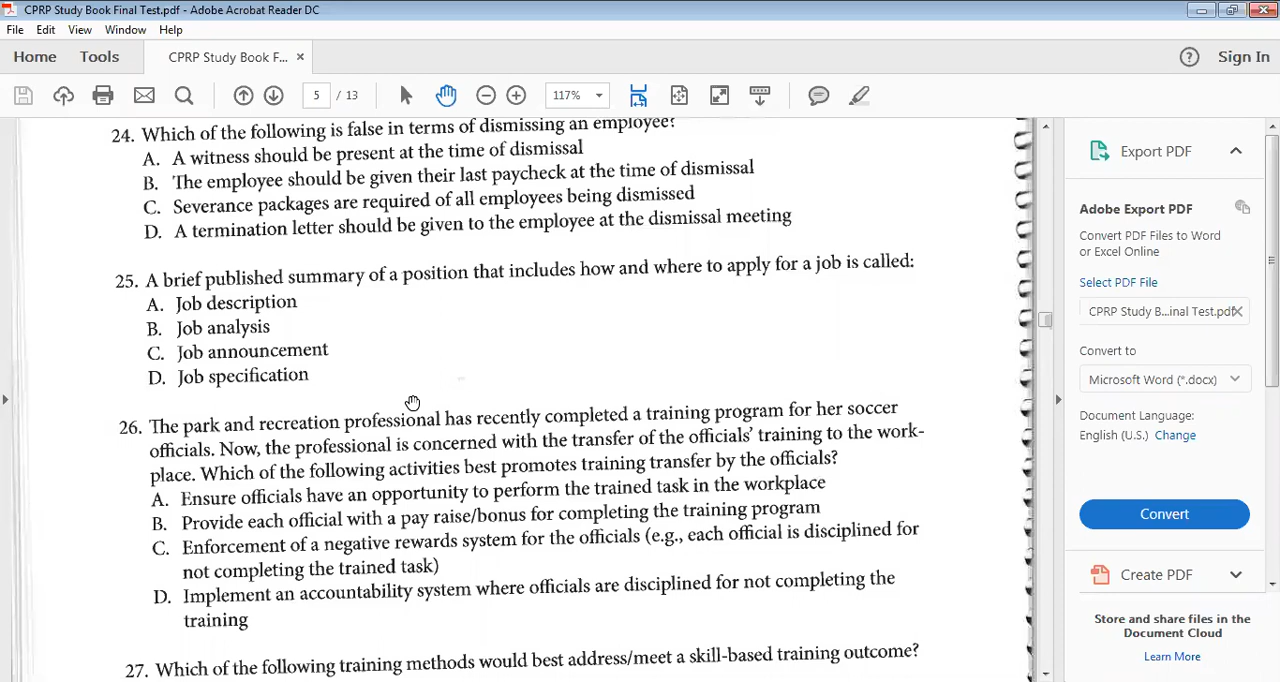 CPRP Study Book Final Test.pdf - Adobe Acrobat Reader DC
File Edit View Window Help
Home Tools CPRP Study Book F... × Sign In
5 / 13 117%
24. Which of the following is false in terms of dismissing an employee?
A. A witness should be present at the time of dismissal
B. The employee should be given their last paycheck at the time of dismissal
C. Severance packages are required of all employees being dismissed
D. A termination letter should be given to the employee at the dismissal meeting
25. A brief published summary of a position that includes how and where to apply for a job is called:
A. Job description
B. Job analysis
C. Job announcement
D. Job specification
26. The park and recreation professional has recently completed a training program for her soccer
officials. Now, the professional is concerned with the transfer of the officials’ training to the work-
place. Which of the following activities best promotes training transfer by the officials?
A. Ensure officials have an opportunity to perform the trained task in the workplace
B. Provide each official with a pay raise/bonus for completing the training program
C. Enforcement of a negative rewards system for the officials (e.g., each official is disciplined for
not completing the trained task)
D. Implement an accountability system where officials are disciplined for not completing the
training
27. Which of the following training methods would best address/meet a skill-based training outcome?
Export PDF
Adobe Export PDF
Convert PDF Files to Word
or Excel Online
Select PDF File
CPRP Study B...inal Test.pdf ×
Convert to
Microsoft Word (*.docx)
Document Language:
English (U.S.) Change
Convert
Create PDF
Store and share files in the
Document Cloud
Learn More